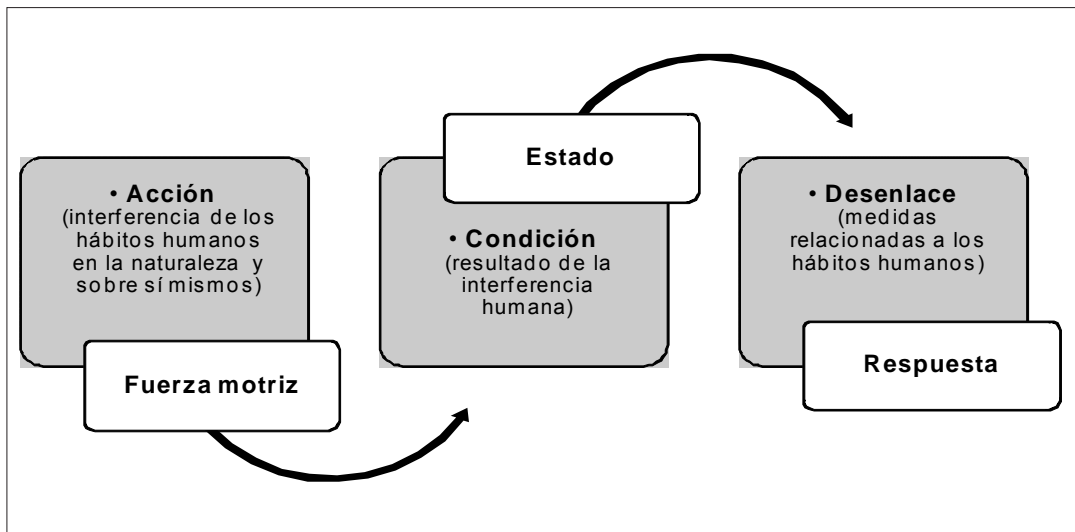 • Acción
(interferencia de los
hábitos humanos
en la naturaleza y
sobre sí mismos)
Fuerza motriz
Estado
• Condición
(resultado de la
interferencia
humana)
• Desenlace
(medidas
relacionadas a los
hábitos humanos)
Respuesta